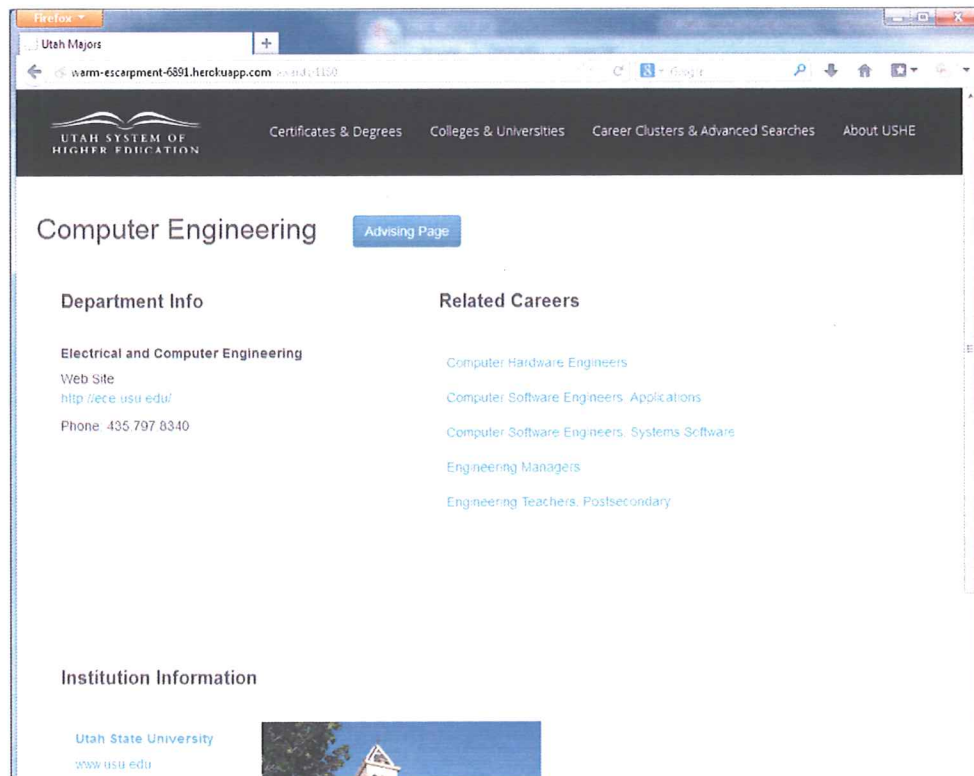 Firefox
Utah Majors
warm-escarpment-6891.herokuapp.com
Google
UTAH SYSTEM OF
HIGHER EDUCATION
Certificates & Degrees
Colleges & Universities
Career Clusters & Advanced Searches
About USHE
Computer Engineering
Advising Page
Department Info
Electrical and Computer Engineering
Web Site
http://ece.usu.edu/
Phone: 435.797.8340
Related Careers
Computer Hardware Engineers
Computer Software Engineers, Applications
Computer Software Engineers, Systems Software
Engineering Managers
Engineering Teachers, Postsecondary
Institution Information
Utah State University
www.usu.edu